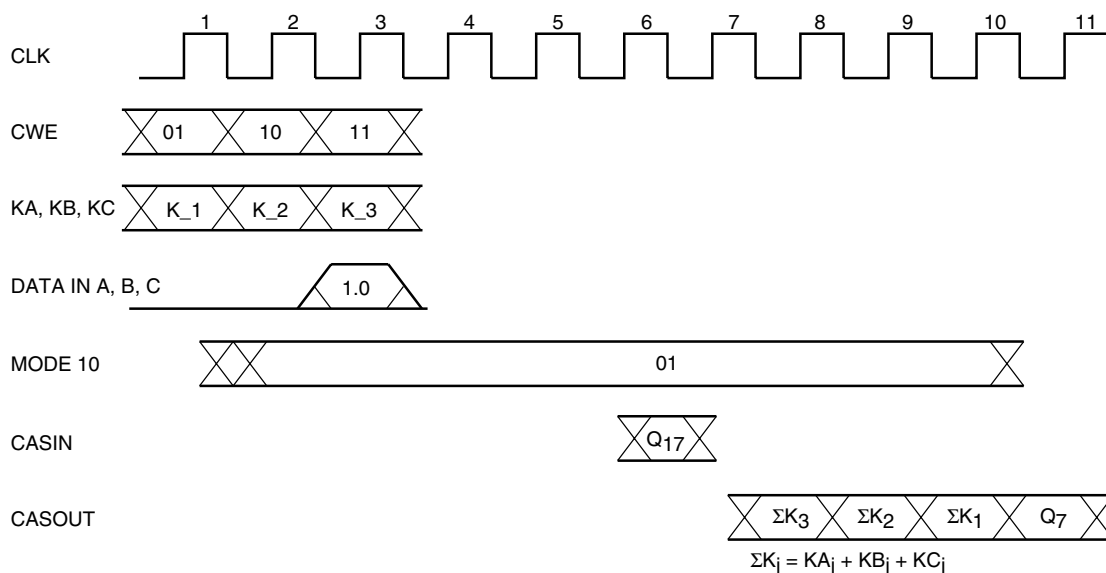 1 2 3 4 5 6 7 8 9 10 11
CLK
CWE 01 10 11
KA, KB, KC K_1 K_2 K_3
DATA IN A, B, C 1.0
MODE 10 01
CASIN Q17
CASOUT ΣK3 ΣK2 ΣK1 Q7
ΣKj = KAj + KBj + KCj